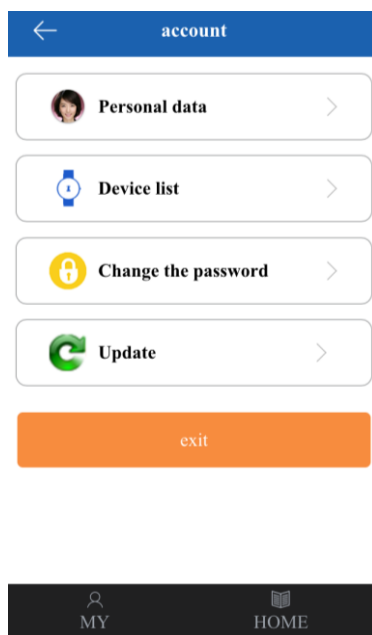 account
Personal data
Device list
Change the password
Update
exit
MY
HOME